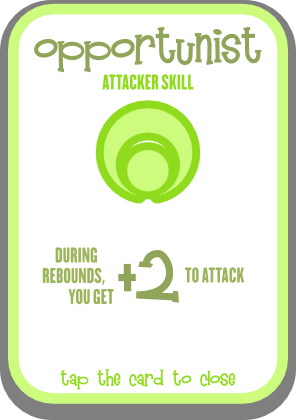 opportunist
ATTACKER SKILL
DURING
REBOUNDS,
YOU GET
+2
TO ATTACK
tap the card to close